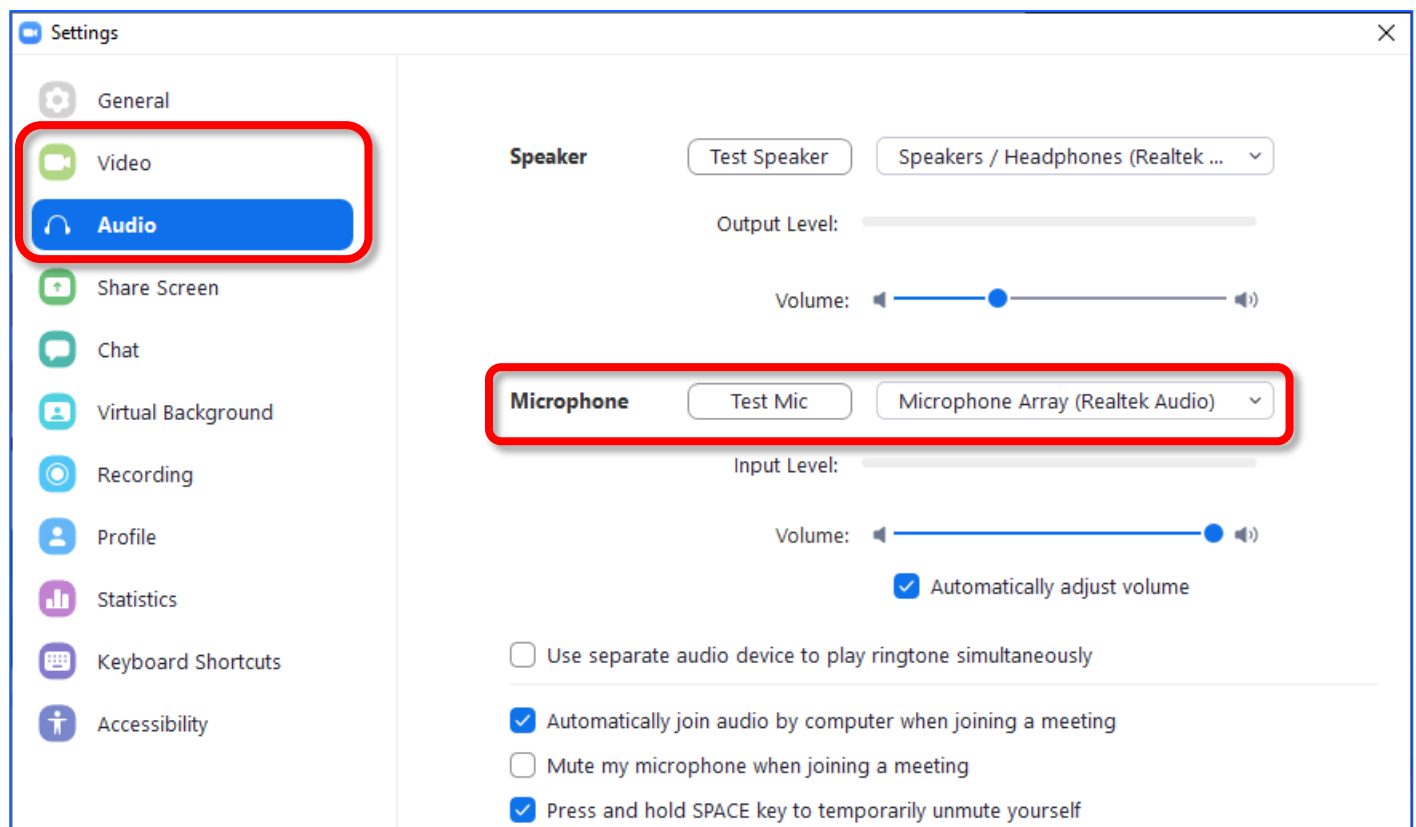 Settings
General
Video
Audio
Share Screen
Chat
Virtual Background
Recording
Profile
Statistics
Keyboard Shortcuts
Accessibility
Speaker Test Speaker Speakers / Headphones (Realtek ...
Output Level:
Volume:
Microphone Test Mic Microphone Array (Realtek Audio)
Input Level:
Volume:
Automatically adjust volume
Use separate audio device to play ringtone simultaneously
Automatically join audio by computer when joining a meeting
Mute my microphone when joining a meeting
Press and hold SPACE key to temporarily unmute yourself